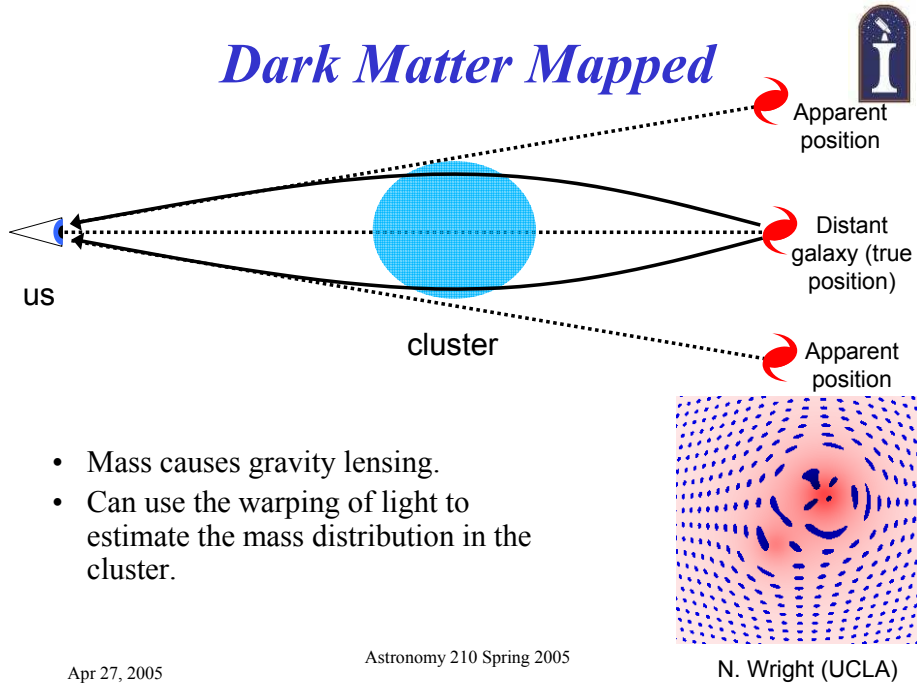 Dark Matter Mapped
Apparent
position
Distant
galaxy (true
position)
us
cluster
Apparent
position
• Mass causes gravity lensing.
• Can use the warping of light to
estimate the mass distribution in the
cluster.
Apr 27, 2005
Astronomy 210 Spring 2005
N. Wright (UCLA)
I